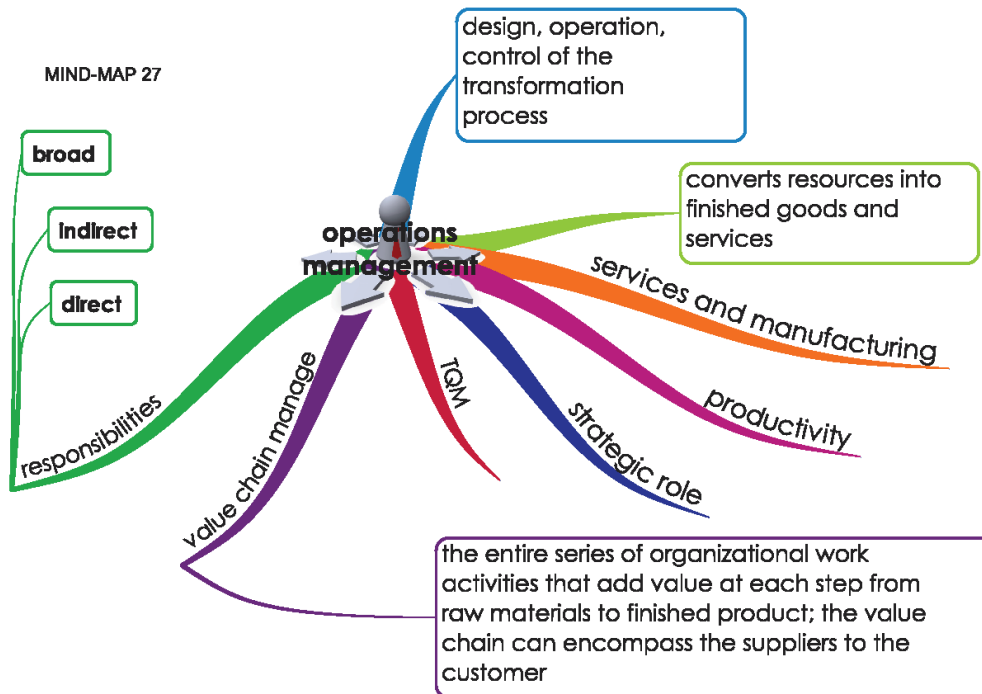 MIND-MAP 27
design, operation,
control of the
transformation
process
broad
indirect
direct
converts resources into
finished goods and
services
operations
management
services and manufacturing
productivity
strategic role
TQM
value chain manage
responsibilities
the entire series of organizational work
activities that add value at each step from
raw materials to finished product; the value
chain can encompass the suppliers to the
customer